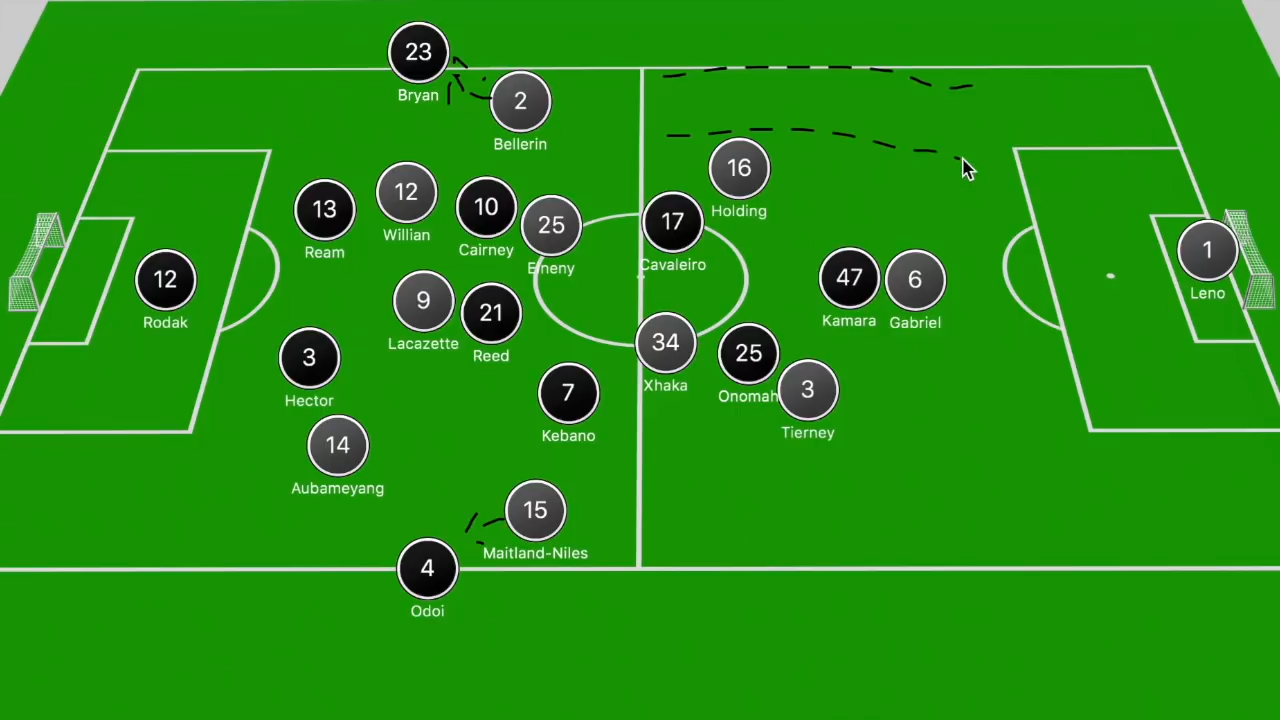 23
Bryan
2
Bellerin
16
Holding
12
Willian
13
Ream
10
Cairney
25
Elneny
17
Cavaleiro
1
Leno
12
Rodak
47
Kamara
6
Gabriel
9
Lacazette
21
Reed
34
Xhaka
3
Hector
25
Onomah
3
Tierney
7
Kebano
14
Aubameyang
15
Maitland-Niles
4
Odoi